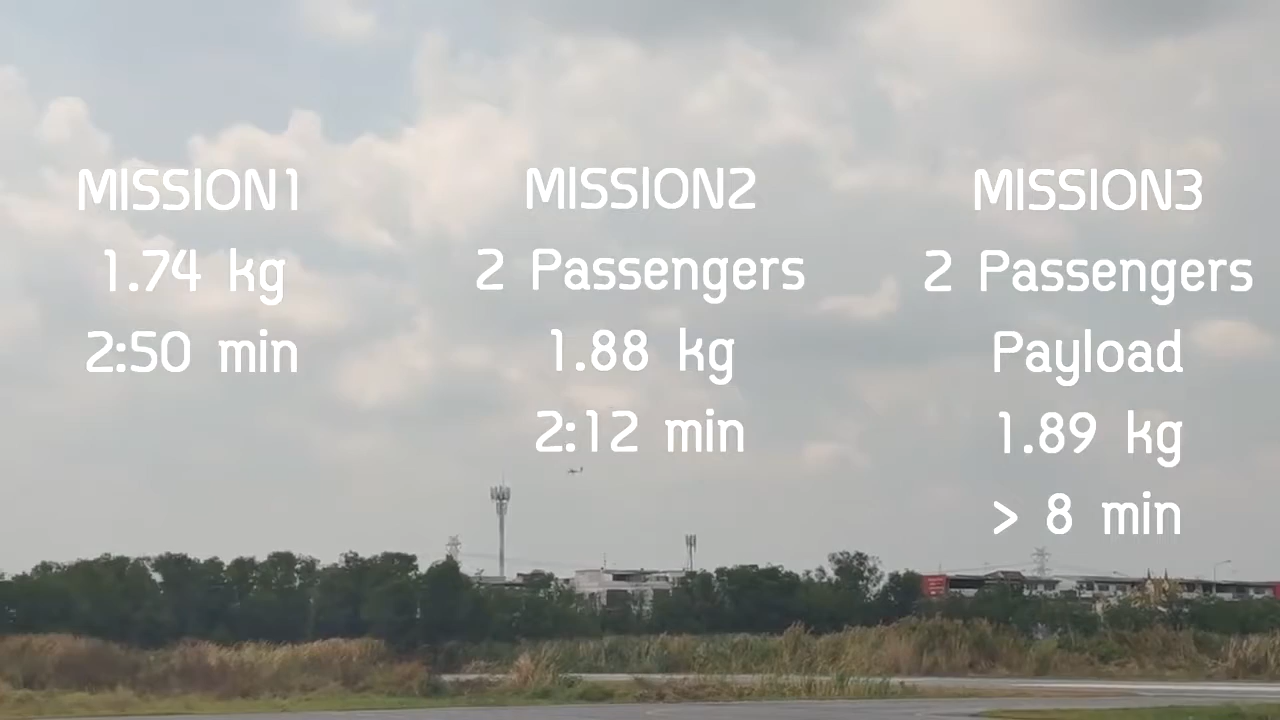 MISSION1
1.74 kg
2:50 min
MISSION2
2 Passengers
1.88 kg
2:12 min
MISSION3
2 Passengers
Payload
1.89 kg
> 8 min